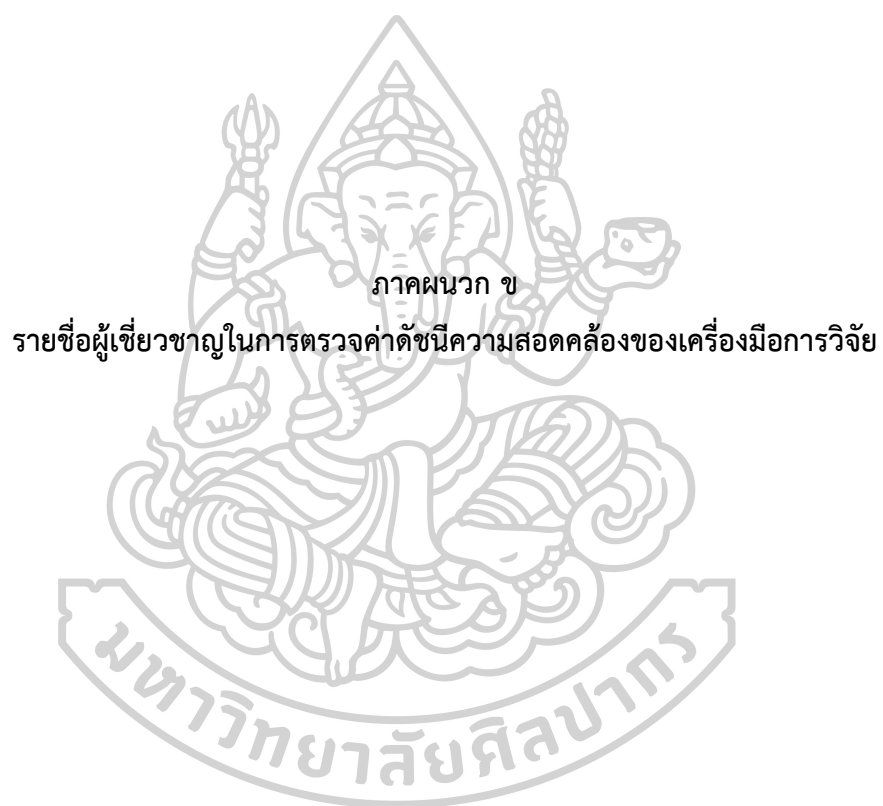 ภาคผนวก ข
รายชื่อผู้เชี่ยวชาญในการตรวจค่าดัชนีความสอดคล้องของเครื่องมือการวิจัย
มหาวิทยาลัยศิลปากร